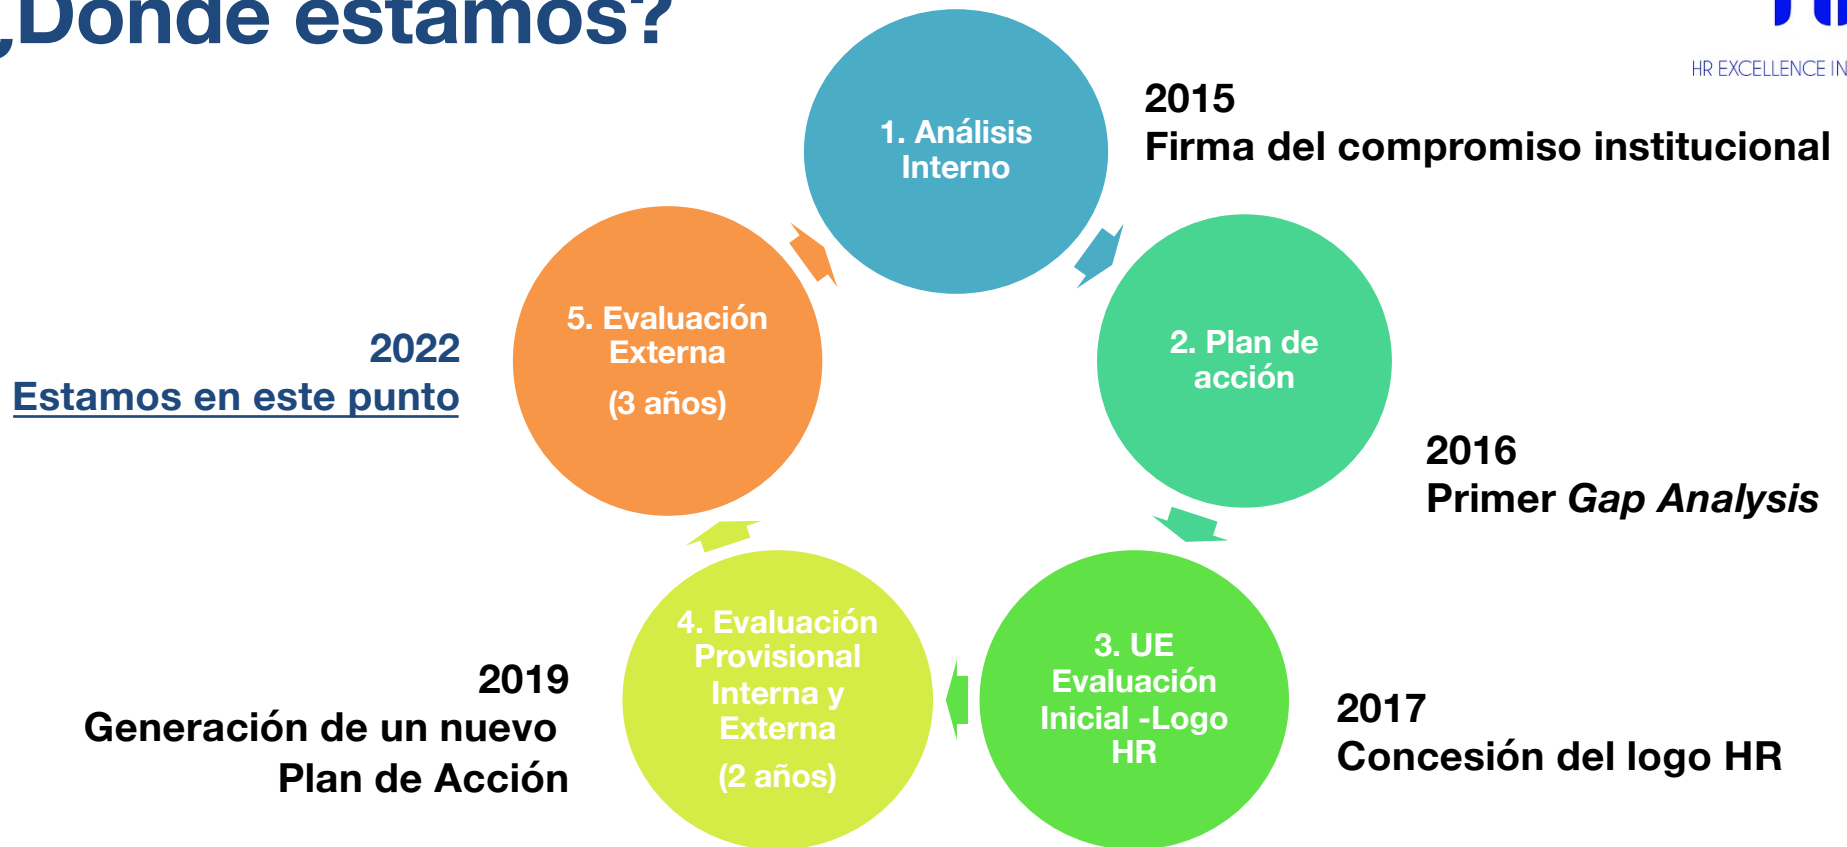 ¿Dónde estamos?
HR EXCELLENCE IN
1. Análisis
Interno
2015
Firma del compromiso institucional
2. Plan de
acción
2016
Primer Gap Analysis
3. UE
Evaluación
Inicial -Logo
HR
2017
Concesión del logo HR
4. Evaluación
Provisional
Interna y
Externa
(2 años)
2019
Generación de un nuevo
Plan de Acción
5. Evaluación
Externa
(3 años)
2022
Estamos en este punto